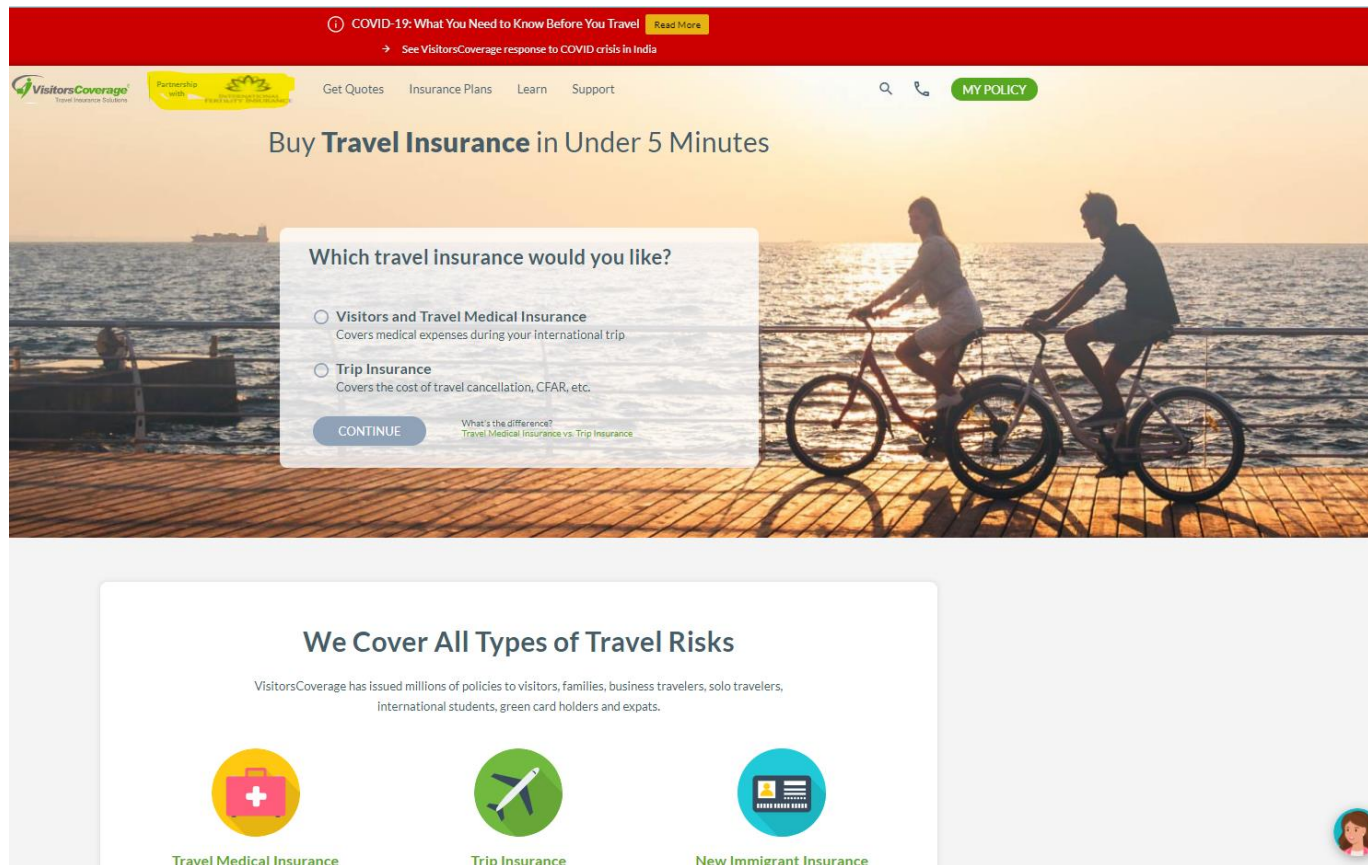 COVID-19: What You Need to Know Before You Travel Read More
→ See VisitorsCoverage response to COVID crisis in India
VisitorsCoverage®
Travel Insurance Solutions
Partnership
with
INTERNATIONAL
FERTILITY INSURANCE
Get Quotes Insurance Plans Learn Support MY POLICY
Buy Travel Insurance in Under 5 Minutes
Which travel insurance would you like?
Visitors and Travel Medical Insurance
Covers medical expenses during your international trip
Trip Insurance
Covers the cost of travel cancellation, CFAR, etc.
CONTINUE
What's the difference?
Travel Medical Insurance vs. Trip Insurance
We Cover All Types of Travel Risks
VisitorsCoverage has issued millions of policies to visitors, families, business travelers, solo travelers,
international students, green card holders and expats.
Travel Medical Insurance Trip Insurance New Immigrant Insurance